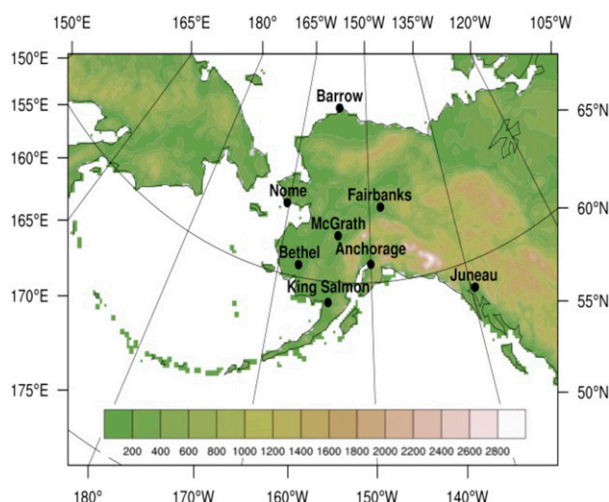 150°E 165°E 180° 165°W 150°W 135°W 120°W 105°W
150°E
155°E
160°E
165°E
170°E
175°E
65°N
60°N
55°N
50°N
Barrow
Nome
Fairbanks
McGrath
Bethel
Anchorage
King Salmon
Juneau
200 400 600 800 1000 1200 1400 1600 1800 2000 2200 2400 2600 2800
180° 170°W 160°W 150°W 140°W